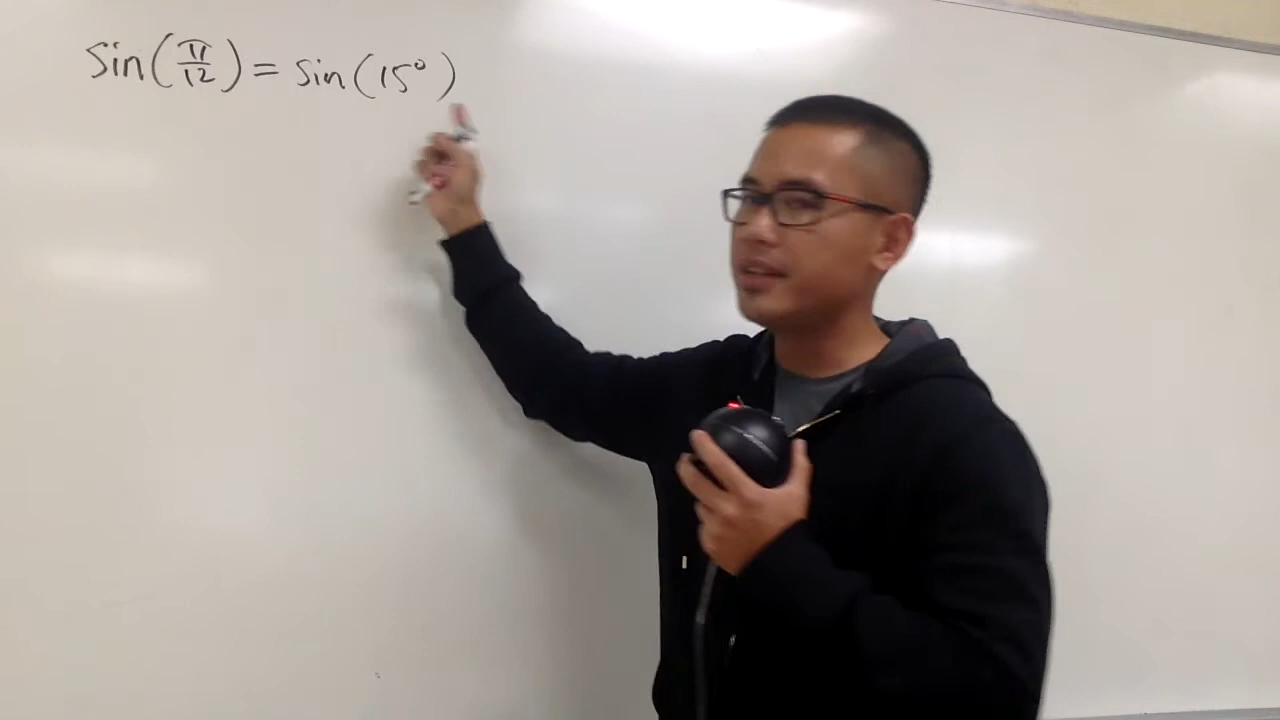 sin(π/12) = sin(15°)